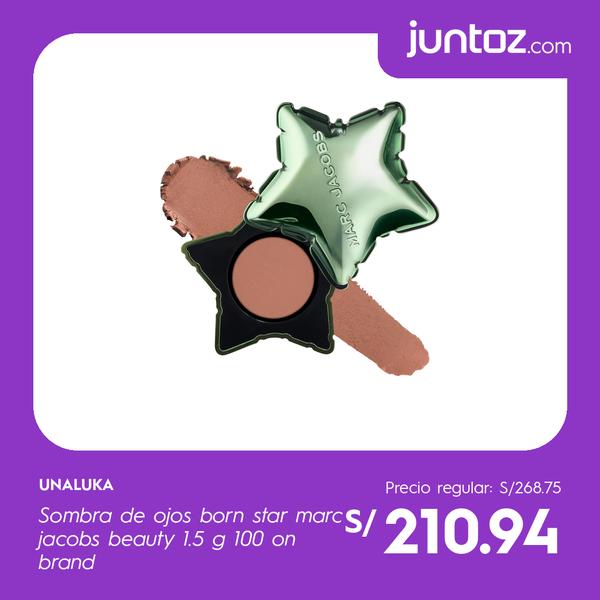 juntoz.com
MARC JACOBS
UNALUKA
Sombra de ojos born star marc
jacobs beauty 1.5 g 100 on
brand
Precio regular: S/268.75
S/ 210.94